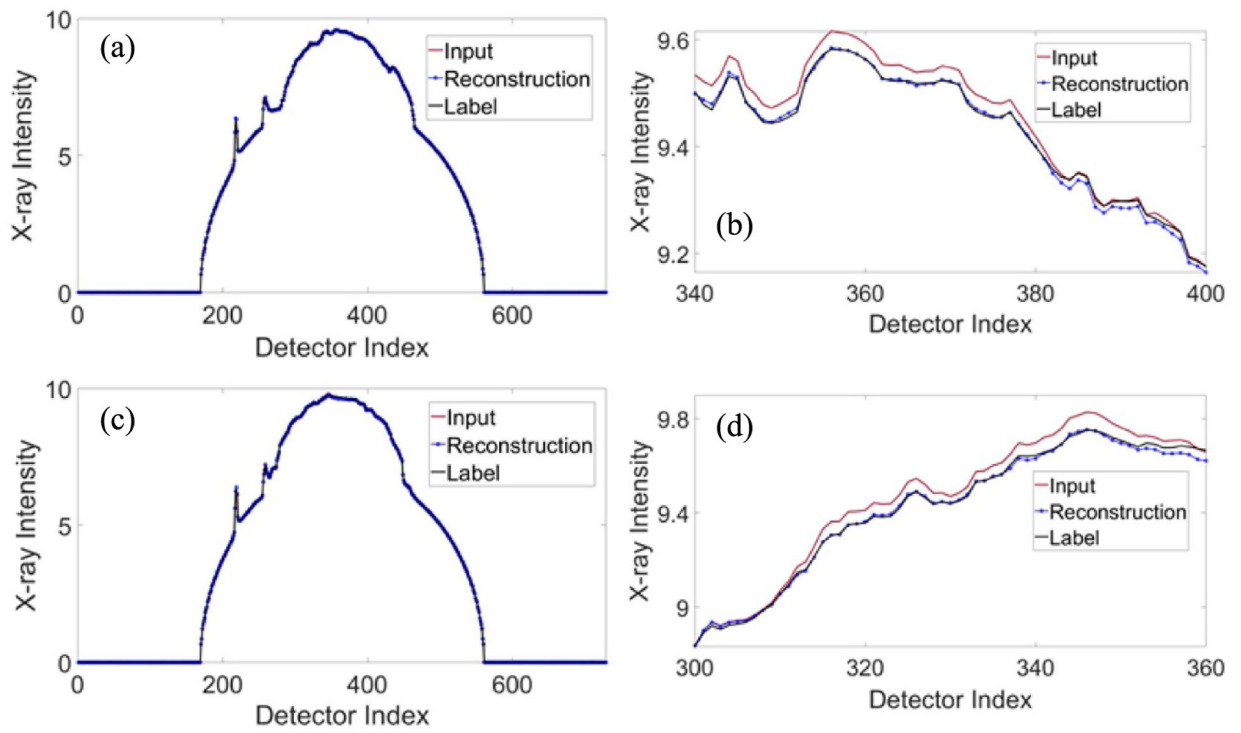 (a)
10
5
0
0
200
400
600
X-ray Intensity
Detector Index
Input
Reconstruction
Label
(b)
9.6
9.4
9.2
340
360
380
400
X-ray Intensity
Detector Index
Input
Reconstruction
Label
(c)
10
5
0
0
200
400
600
X-ray Intensity
Detector Index
Input
Reconstruction
Label
(d)
9.8
9.4
9
300
320
340
360
X-ray Intensity
Detector Index
Input
Reconstruction
Label